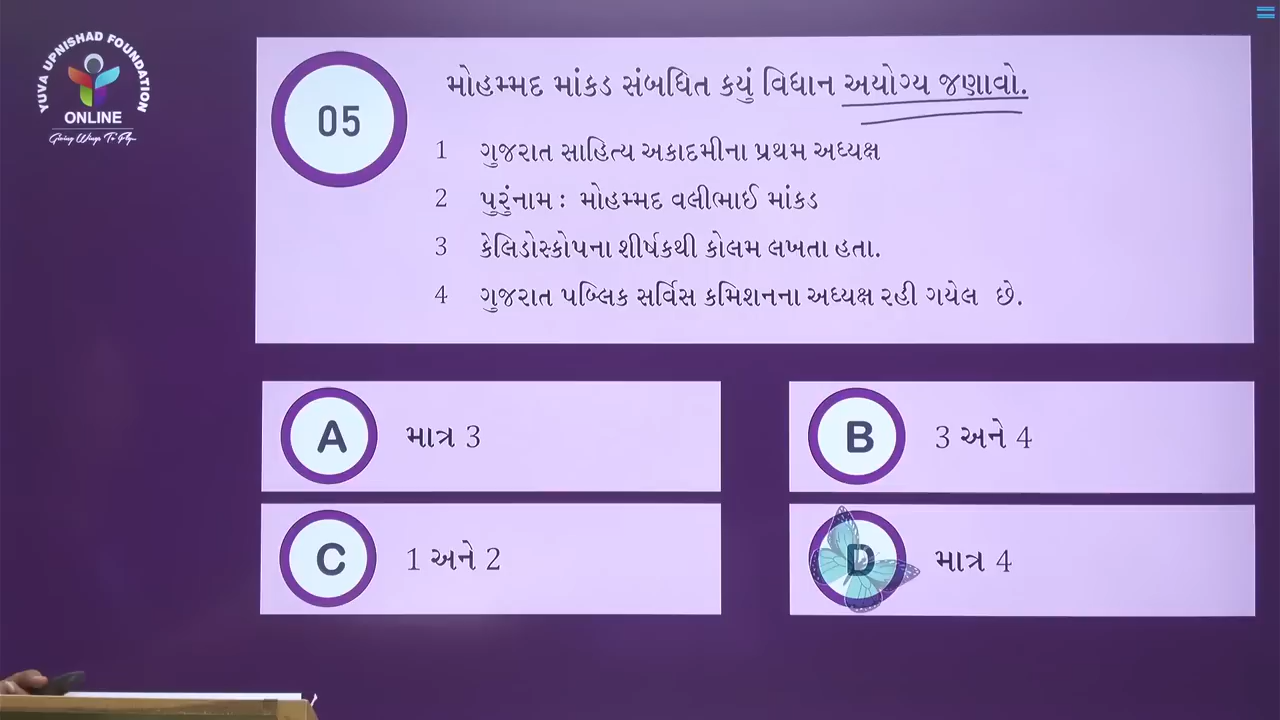 YUVA UPNISHAD FOUNDATION
ONLINE
Giving Wings To Fly...
05
મોહમ્મદ માંકડ સંબધિત કયું વિધાન અયોગ્ય જણાવો.
1 ગુજરાત સાહિત્ય અકાદમીના પ્રથમ અધ્યક્ષ
2 પુરુંનામ : મોહમ્મદ વલીભાઈ માંકડ
3 કેલિડોસ્કોપના શીર્ષકથી કોલમ લખતા હતા.
4 ગુજરાત પબ્લિક સર્વિસ કમિશનના અધ્યક્ષ રહી ગયેલ છે.
A માત્ર 3
B 3 અને 4
C 1 અને 2
D માત્ર 4